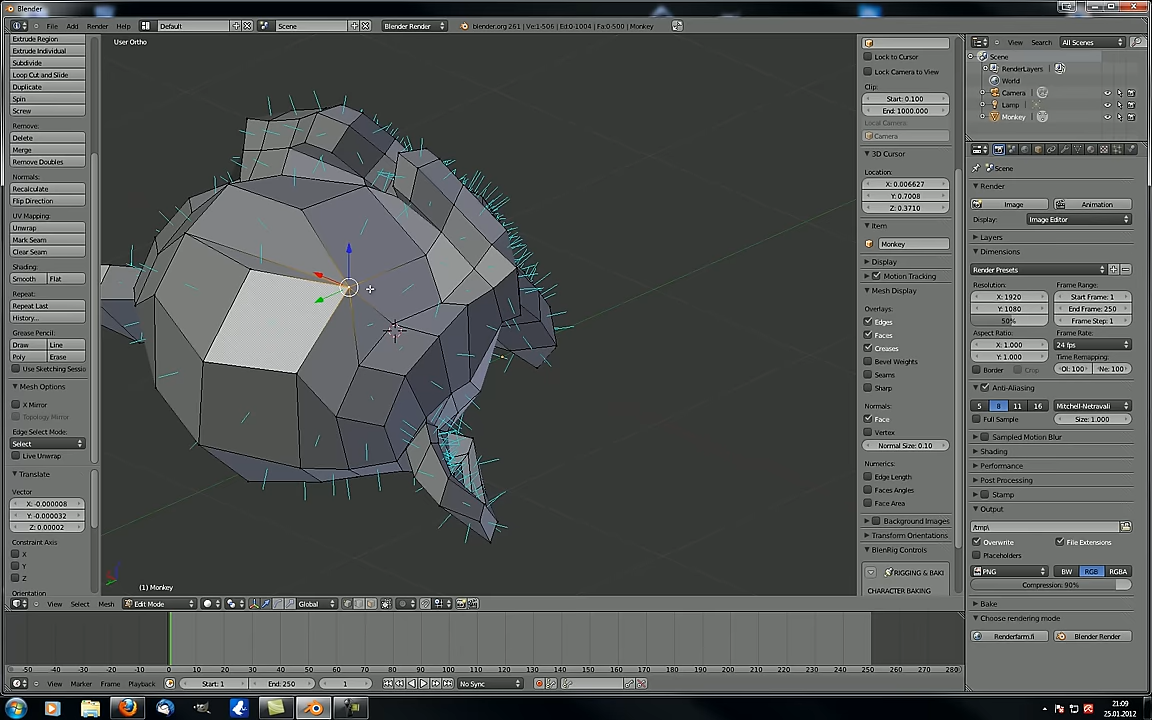 Blender
File Add Render Help Default Scene Blender Render blender.org 261 | Ve:1-506 | Ed:0-1004 | Fa:0-500 | Monkey
Extrude Region
Extrude Individual
Subdivide
Loop Cut and Slide
Duplicate
Spin
Screw
Remove:
Delete
Merge
Remove Doubles
Normals:
Recalculate
Flip Direction
UV Mapping:
Unwrap
Mark Seam
Clear Seam
Shading:
Smooth Flat
Repeat:
Repeat Last
History...
Grease Pencil:
Draw Line
Poly Erase
Use Sketching Sessio
Mesh Options
X Mirror
Topology Mirror
Edge Select Mode:
Select
Live Unwrap
Translate
Vector
X: -0.000008
Y: -0.000032
Z: 0.00002
Constraint Axis
X
Y
Z
Orientation
User Ortho
(1) Monkey
View Select Mesh Edit Mode Global
Lock to Cursor
Lock Camera to View
Clip:
Start: 0.100
End: 1000.000
Local Camera:
Camera
3D Cursor
Location:
X: 0.006627
Y: 0.7008
Z: 0.3710
Item
Monkey
Display
Motion Tracking
Mesh Display
Overlays:
Edges
Faces
Creases
Bevel Weights
Seams
Sharp
Normals:
Face
Vertex
Normal Size: 0.10
Numerics:
Edge Length
Faces Angles
Face Area
Background Images
Transform Orientations
BlenRig Controls
RIGGING & BAKI
CHARACTER BAKING
View Search All Scenes
Scene
RenderLayers
World
Camera
Lamp
Monkey
Scene
Render
Image Animation
Display: Image Editor
Layers
Dimensions
Render Presets
Resolution: Frame Range:
X: 1920 Start Frame: 1
Y: 1080 End Frame: 250
50% Frame Step: 1
Aspect Ratio: Frame Rate:
X: 1.000 24 fps
Y: 1.000 Time Remapping:
Border Crop Ol: 100 Ne: 100
Anti-Aliasing
5 8 11 16 Mitchell-Netravali
Full Sample Size: 1.000
Sampled Motion Blur
Shading
Performance
Post Processing
Stamp
Output
/tmp\
Overwrite File Extensions
Placeholders
PNG BW RGB RGBA
Compression: 90%
Bake
Choose rendering mode
Renderfarm.fi Blender Render
-50 -40 -30 -20 -10 0 10 20 30 40 50 60 70 80 90 100 110 120 130 140 150 160 170 180 190 200 210 220 230 240 250 260 270 280
View Marker Frame Playback Start: 1 End: 250 1 No Sync
21:09
25.01.2012